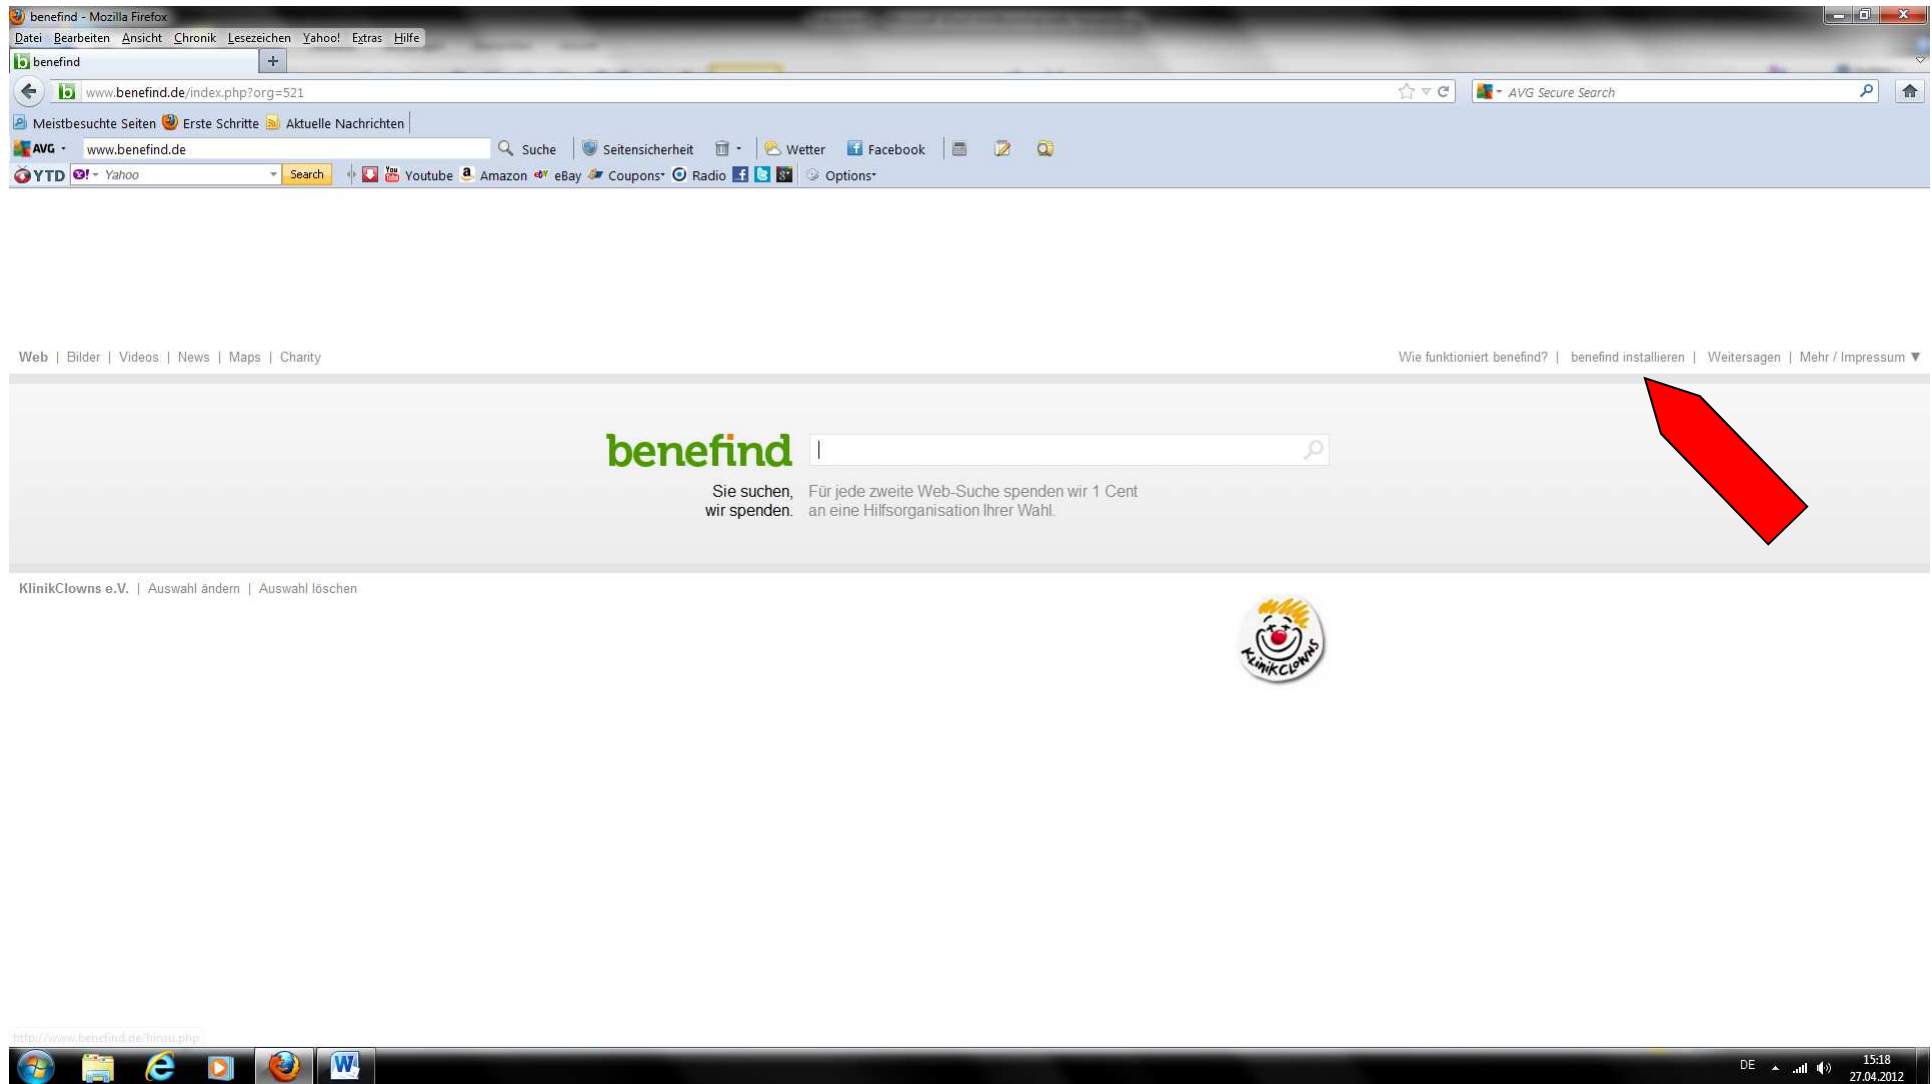 benefind - Mozilla Firefox
Datei Bearbeiten Ansicht Chronik Lesezeichen Yahoo! Extras Hilfe
benefind
www.benefind.de/index.php?org=521
AVG Secure Search
Meistbesuchte Seiten Erste Schritte Aktuelle Nachrichten
AVG www.benefind.de Suche Seitensicherheit Wetter Facebook
YTD Yahoo Search Youtube Amazon eBay Coupons Radio Options
Web | Bilder | Videos | News | Maps | Charity
Wie funktioniert benefind? | benefind installieren | Weitersagen | Mehr / Impressum ▼
benefind
Sie suchen, Für jede zweite Web-Suche spenden wir 1 Cent
wir spenden. an eine Hilfsorganisation Ihrer Wahl.
KlinikClowns e.V. | Auswahl ändern | Auswahl löschen
KLINIKCLOWNS
http://www.benefind.de/hinzu.php
DE 15:18
27.04.2012